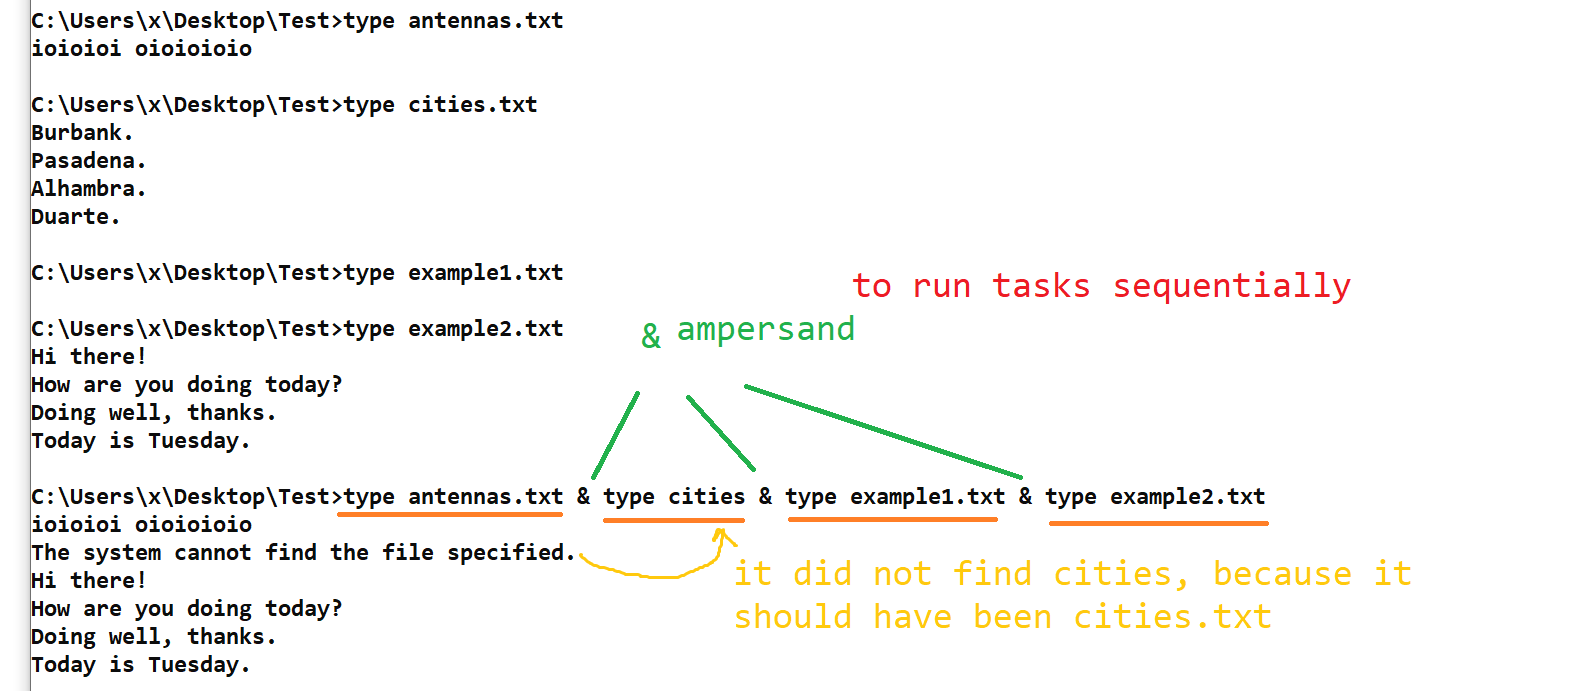 C:\Users\x\Desktop\Test>type antennas.txt
ioioioi oioioioio
C:\Users\x\Desktop\Test>type cities.txt
Burbank.
Pasadena.
Alhambra.
Duarte.
C:\Users\x\Desktop\Test>type example1.txt
to run tasks sequentially
C:\Users\x\Desktop\Test>type example2.txt
& ampersand
Hi there!
How are you doing today?
Doing well, thanks.
Today is Tuesday.
C:\Users\x\Desktop\Test>type antennas.txt & type cities & type example1.txt & type example2.txt
ioioioi oioioioio
The system cannot find the file specified.
it did not find cities, because it
should have been cities.txt
Hi there!
How are you doing today?
Doing well, thanks.
Today is Tuesday.